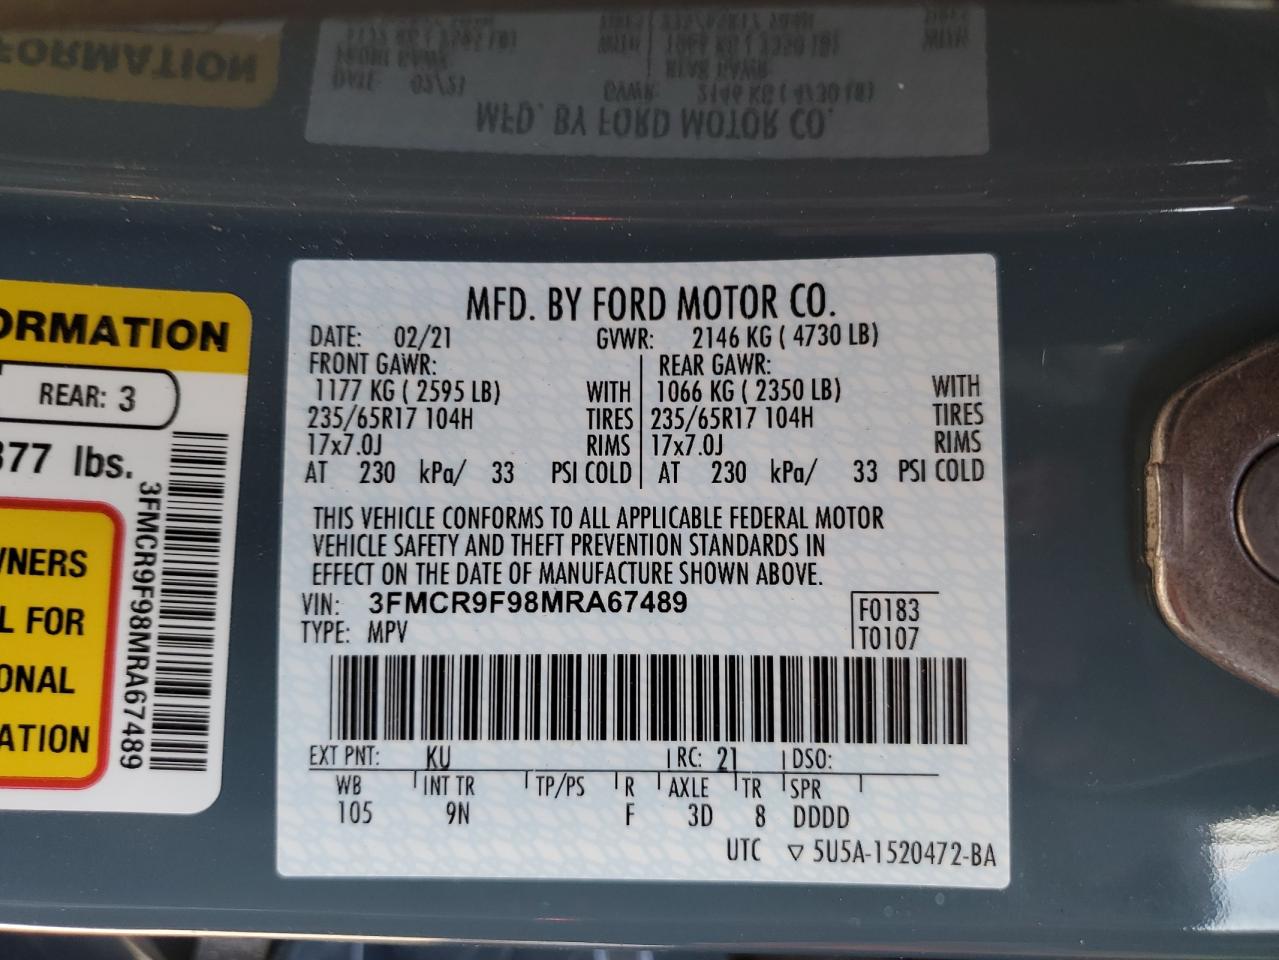 ORMATION
REAR: 3
377 lbs.
3FMCR9F98MRA67489
WNERS
L FOR
ONAL
ATION
MFD. BY FORD MOTOR CO.
DATE: 02/21 GVWR: 2146 KG ( 4730 LB)
FRONT GAWR: REAR GAWR:
1177 KG ( 2595 LB) WITH 1066 KG ( 2350 LB) WITH
235/65R17 104H TIRES 235/65R17 104H TIRES
17x7.0J RIMS 17x7.0J RIMS
AT 230 kPa/ 33 PSI COLD AT 230 kPa/ 33 PSI COLD
THIS VEHICLE CONFORMS TO ALL APPLICABLE FEDERAL MOTOR
VEHICLE SAFETY AND THEFT PREVENTION STANDARDS IN
EFFECT ON THE DATE OF MANUFACTURE SHOWN ABOVE.
VIN: 3FMCR9F98MRA67489 F0183
TYPE: MPV T0107
EXT PNT: KU RC: 21 DSO:
WB INT TR TP/PS R AXLE TR SPR
105 9N F 3D 8 DDDD
UTC ▽ 5U5A-1520472-BA